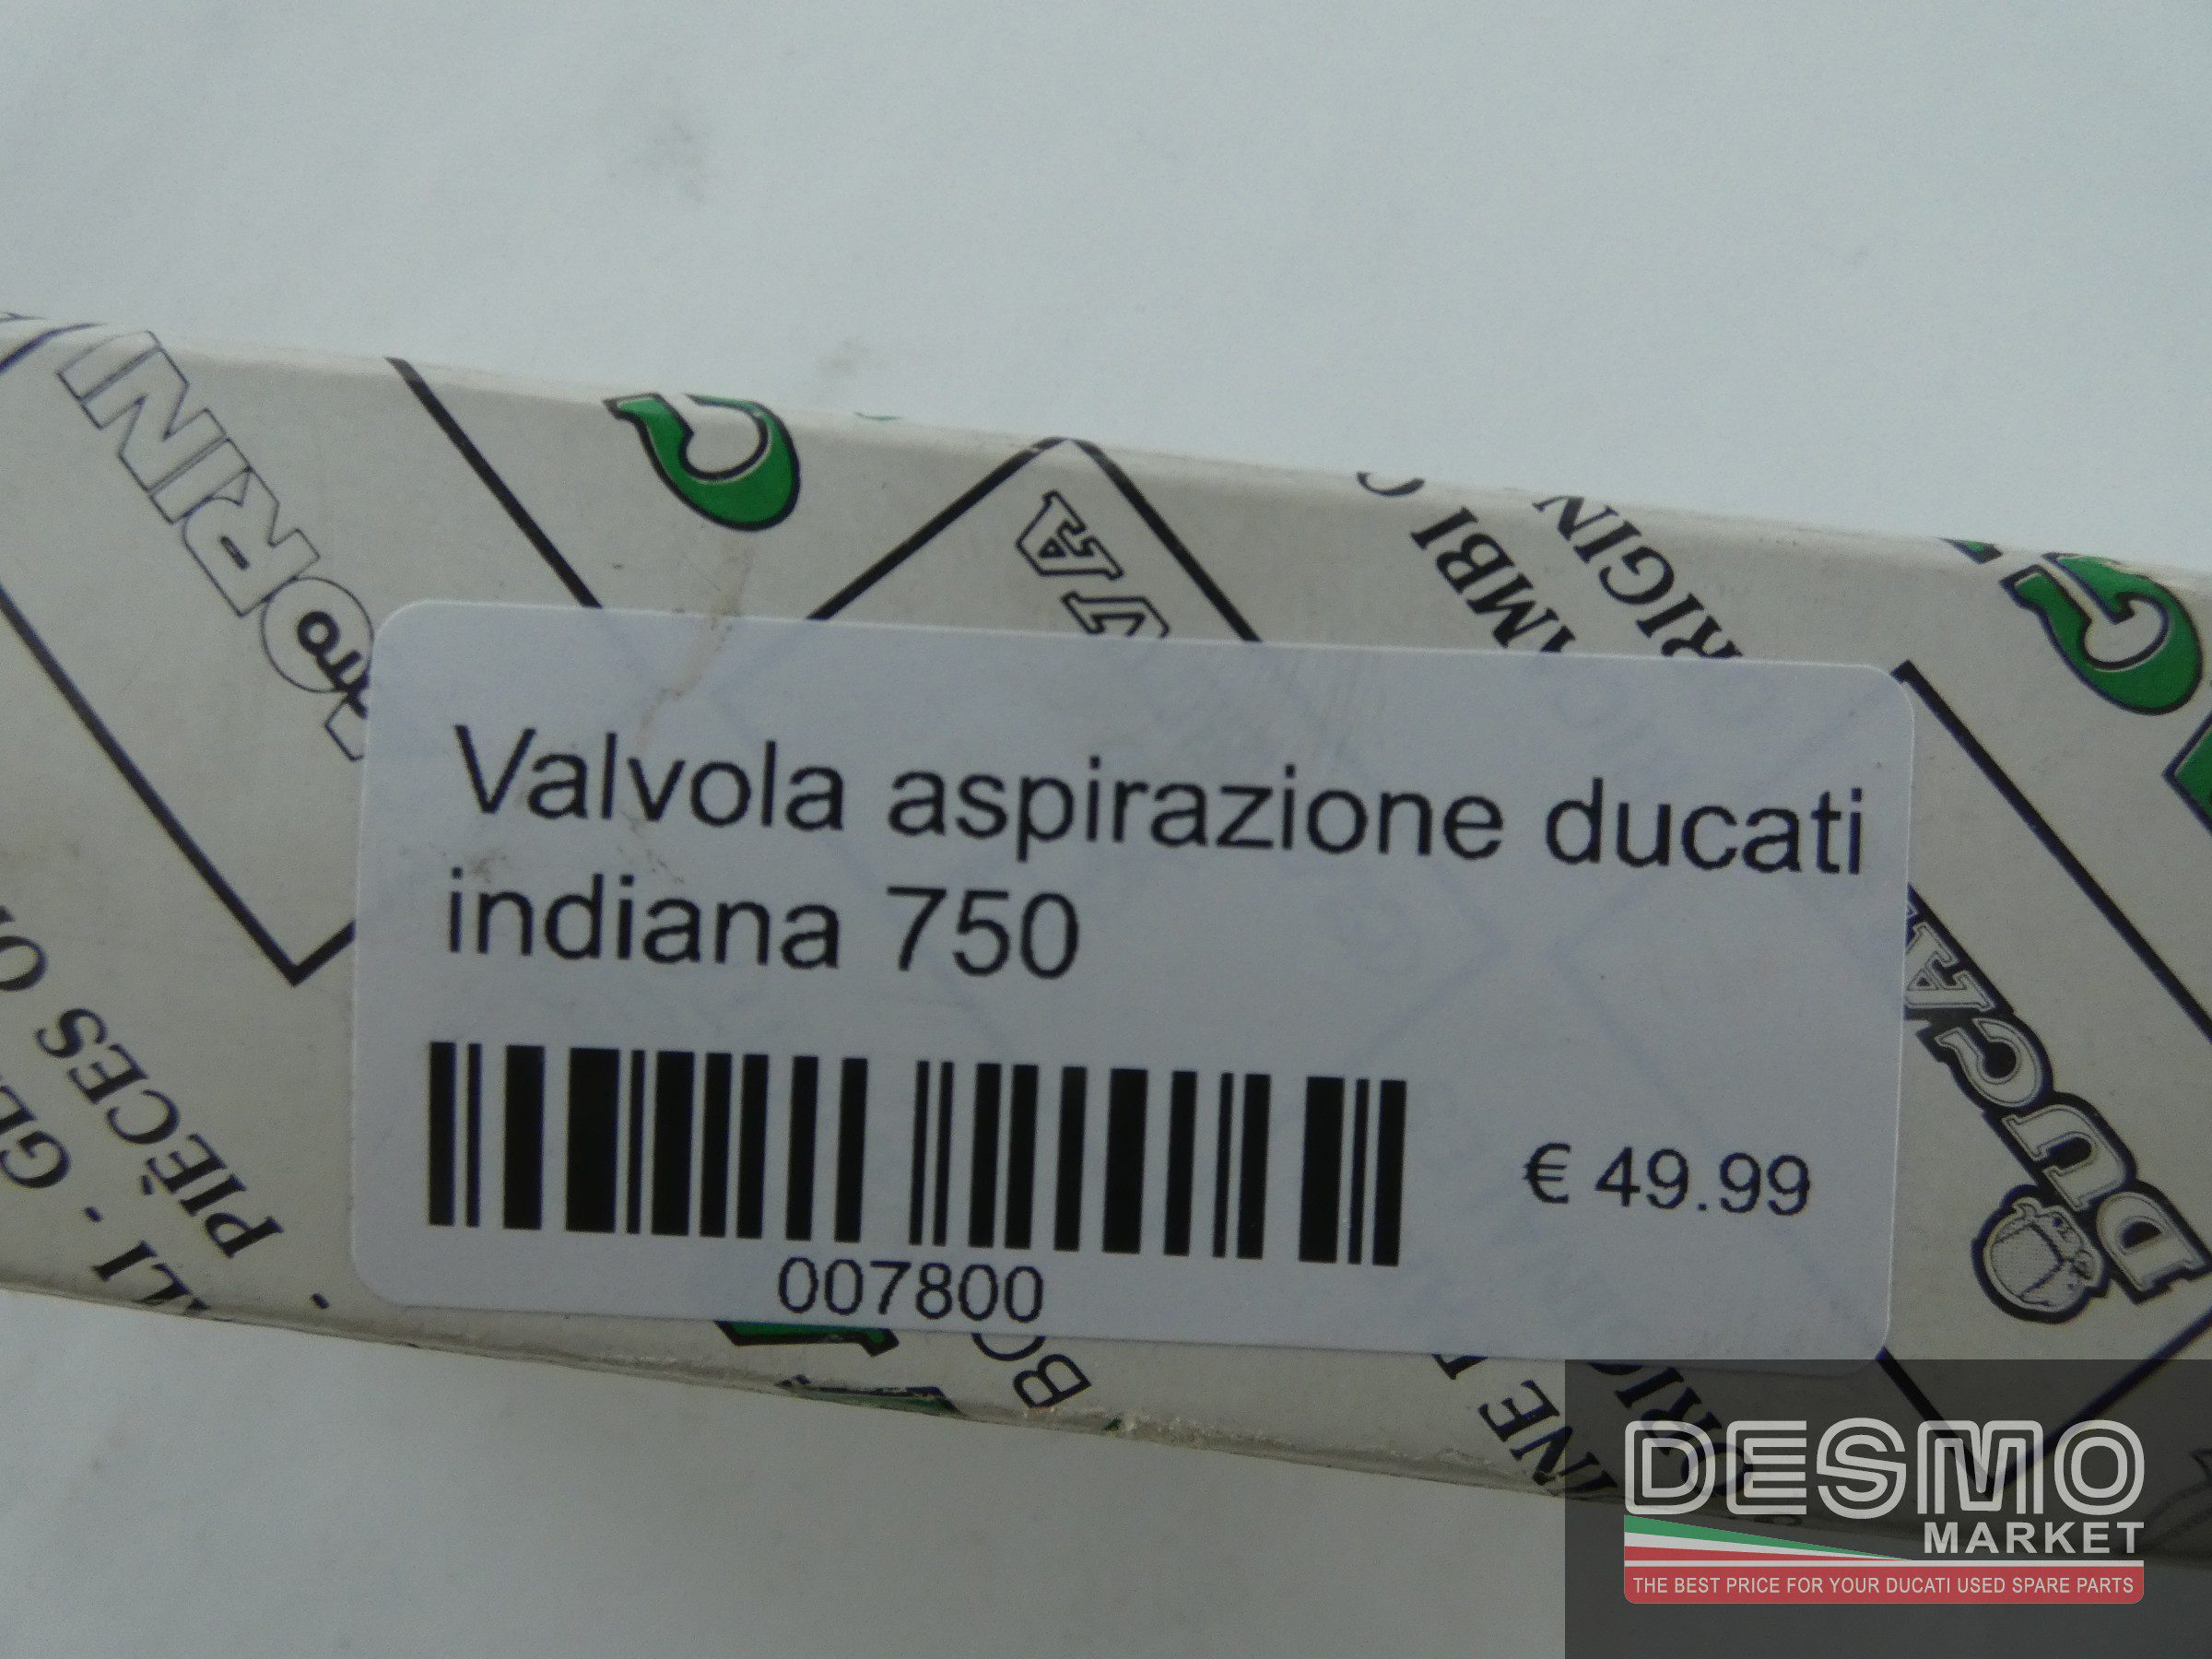 Valvola aspirazione ducati
indiana 750
007800
€ 49.99
PIÈCES
DESMO
MARKET
THE BEST PRICE FOR YOUR DUCATI USED SPARE PARTS